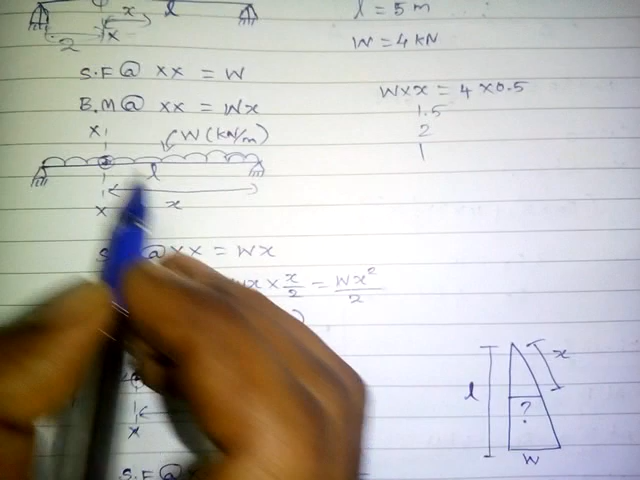 x l
2 x
l = 5 m
W = 4 kN
S.F @ xx = W
B.M @ xx = Wx
W x x = 4 x 0.5
1.5
2
1
x
W (kN/m)
l
x
x
@ xx = Wx
x x/2 = Wx²/2
x
S.F @
x
l
?
W